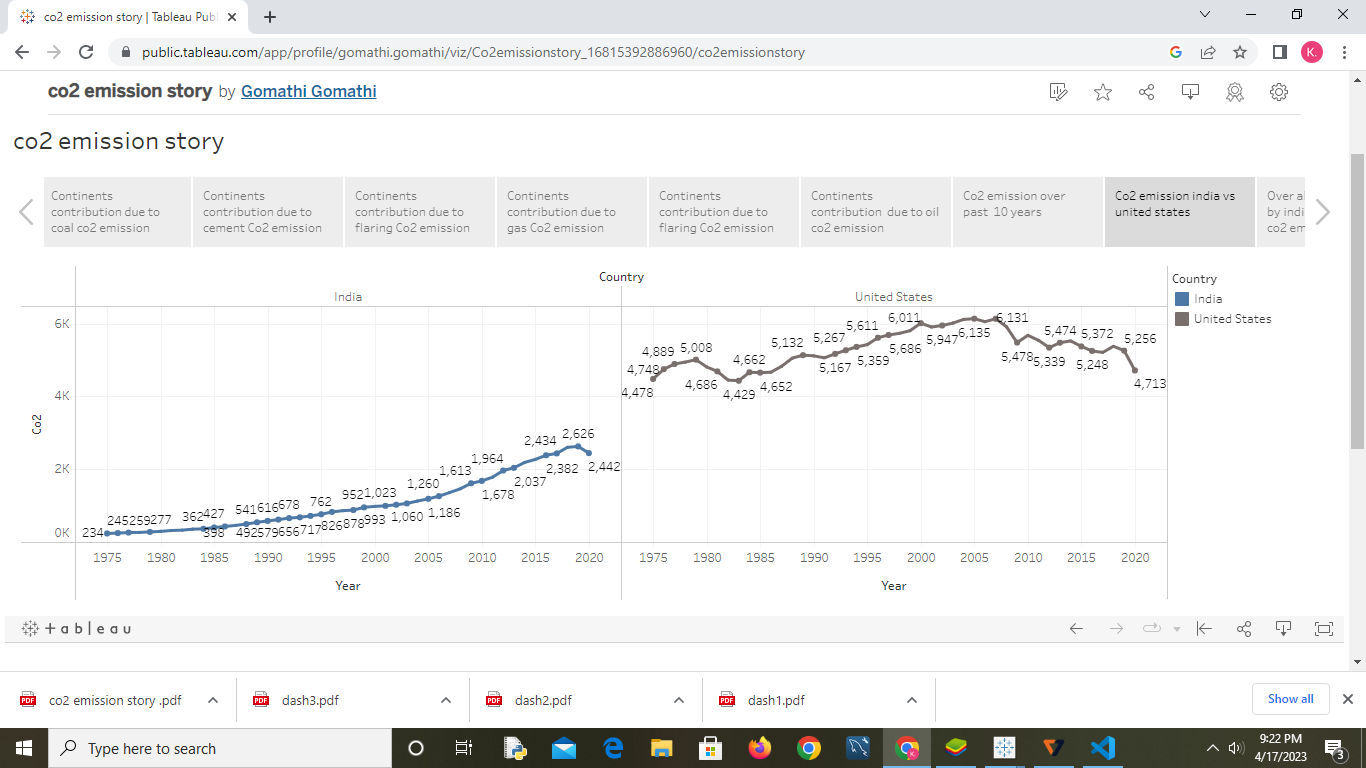 co2 emission story | Tableau Publ
public.tableau.com/app/profile/gomathi.gomathi/viz/Co2emissionstory_16815392886960/co2emissionstory
K.
co2 emission story by Gomathi Gomathi
co2 emission story
Continents
contribution due to
coal co2 emission
Continents
contribution due to
cement Co2 emission
Continents
contribution due to
flaring Co2 emission
Continents
contribution due to
gas Co2 emission
Continents
contribution due to
flaring Co2 emission
Continents
contribution due to oil
co2 emission
Co2 emission over
past 10 years
Co2 emission india vs
united states
Over al
by indi
co2 em
Country
India
United States
Country
India
United States
Co2
6K
4K
2K
0K
234
245
259
277
362
427
398
541
616
678
492
579
656
717
762
826
878
952
1,023
993
1,060
1,260
1,186
1,613
1,964
1,678
2,037
2,434
2,382
2,626
2,442
4,478
4,748
4,889
5,008
4,686
4,429
4,662
4,652
5,132
5,267
5,167
5,611
5,359
5,686
6,011
5,947
6,135
6,131
5,478
5,339
5,474
5,248
5,372
5,256
4,713
1975 1980 1985 1990 1995 2000 2005 2010 2015 2020
1975 1980 1985 1990 1995 2000 2005 2010 2015 2020
Year
Year
+ableau
co2 emission story .pdf
dash3.pdf
dash2.pdf
dash1.pdf
Show all
Type here to search
9:22 PM
4/17/2023
3